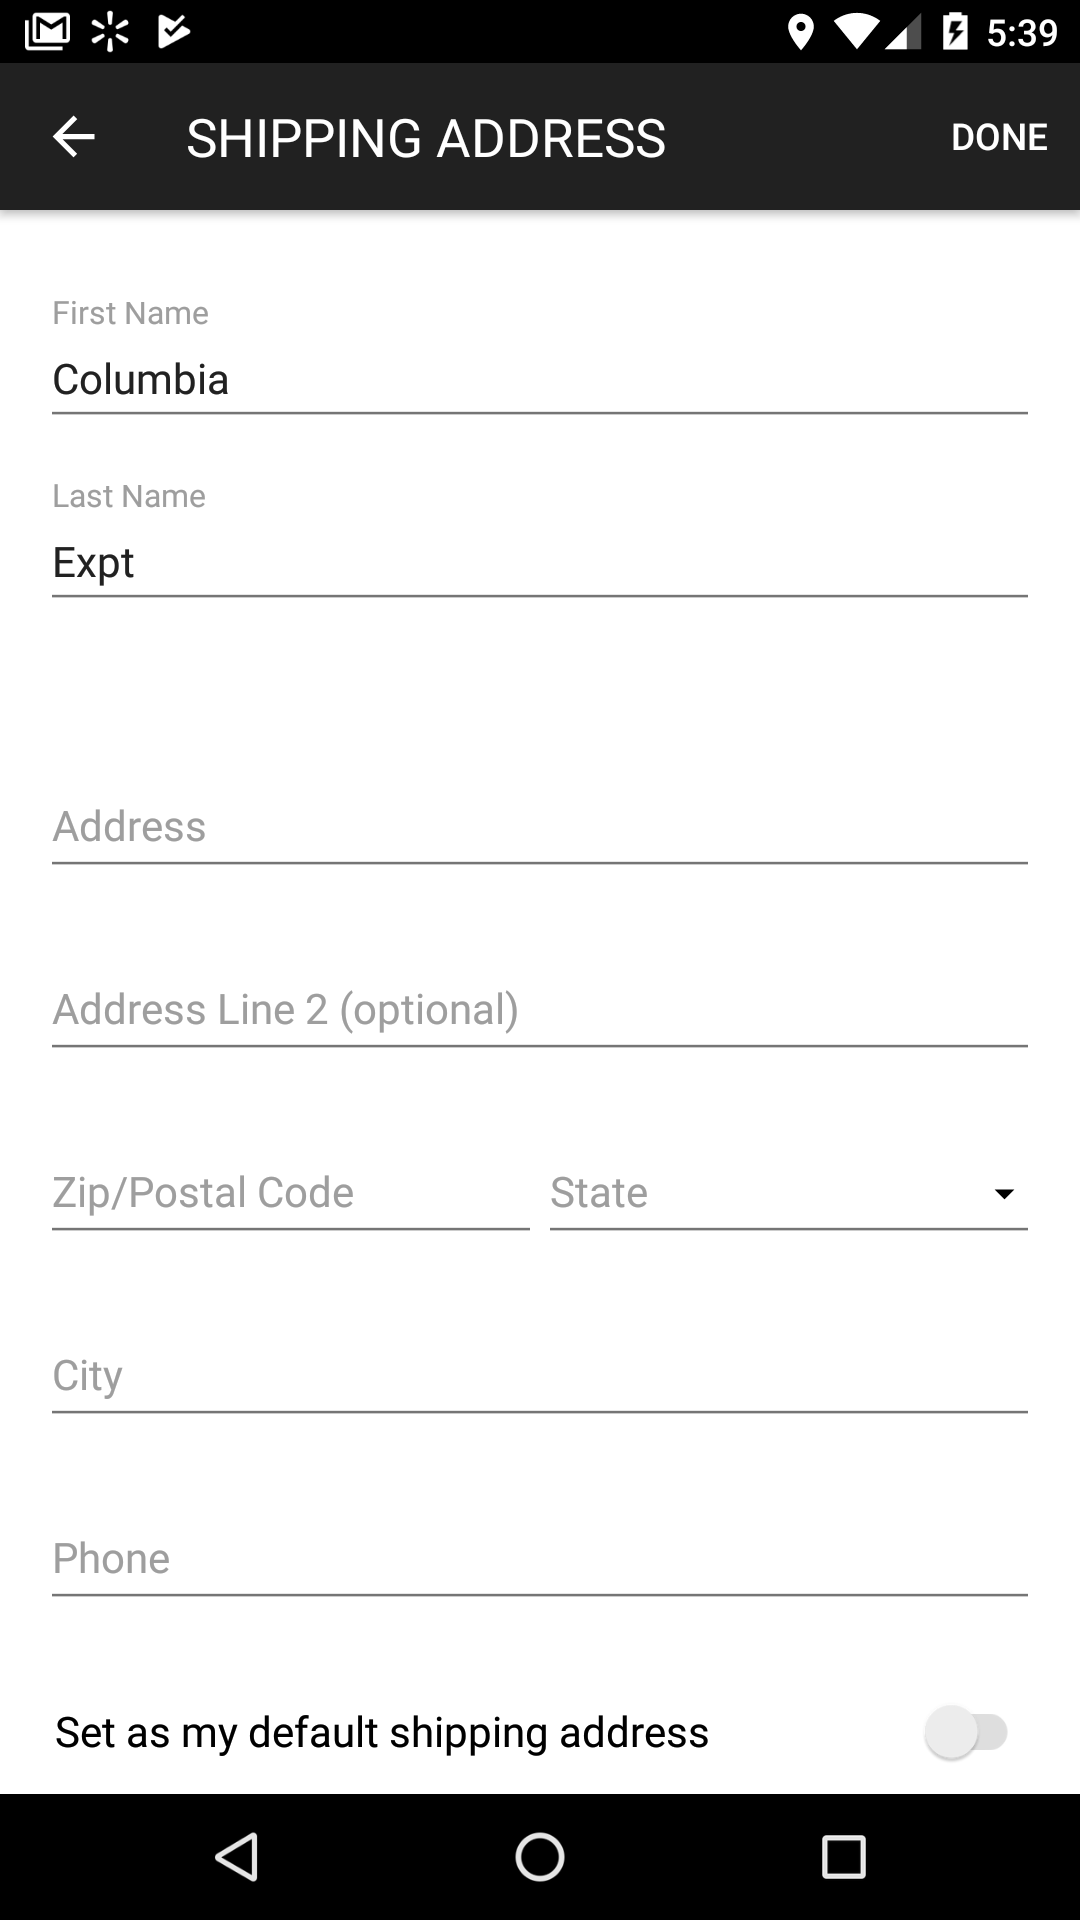 5:39
SHIPPING ADDRESS DONE
First Name
Columbia
Last Name
Expt
Address
Address Line 2 (optional)
Zip/Postal Code State
City
Phone
Set as my default shipping address